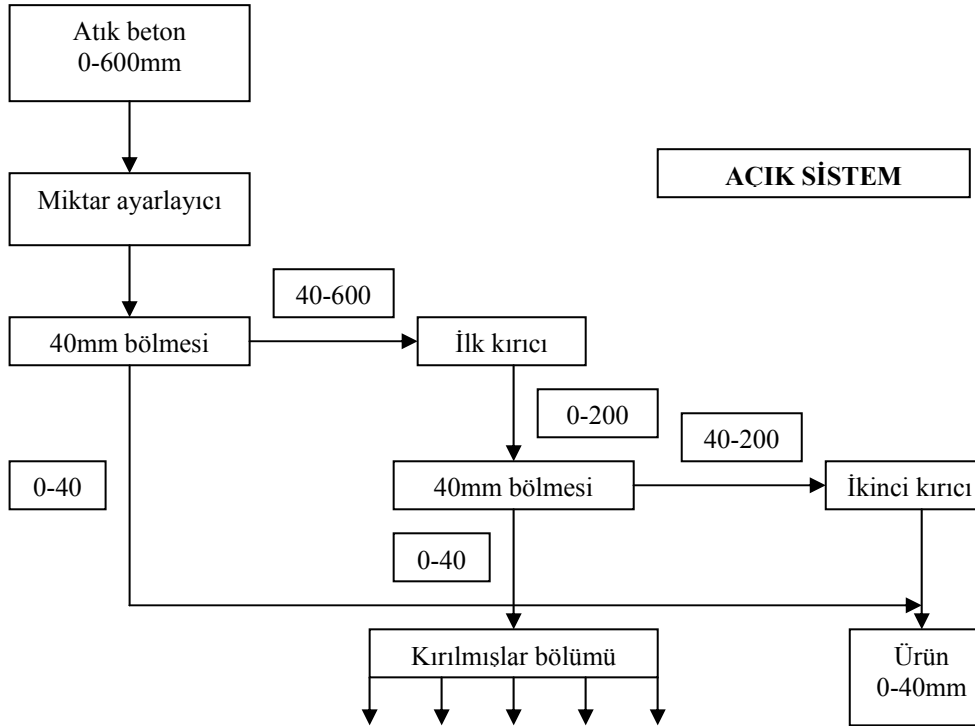 Atık beton
0-600mm
AÇIK SİSTEM
Miktar ayarlayıcı
40-600
40mm bölmesi
İlk kırıcı
0-200
40-200
0-40
40mm bölmesi
İkinci kırıcı
0-40
Kırılmışlar bölümü
Ürün
0-40mm